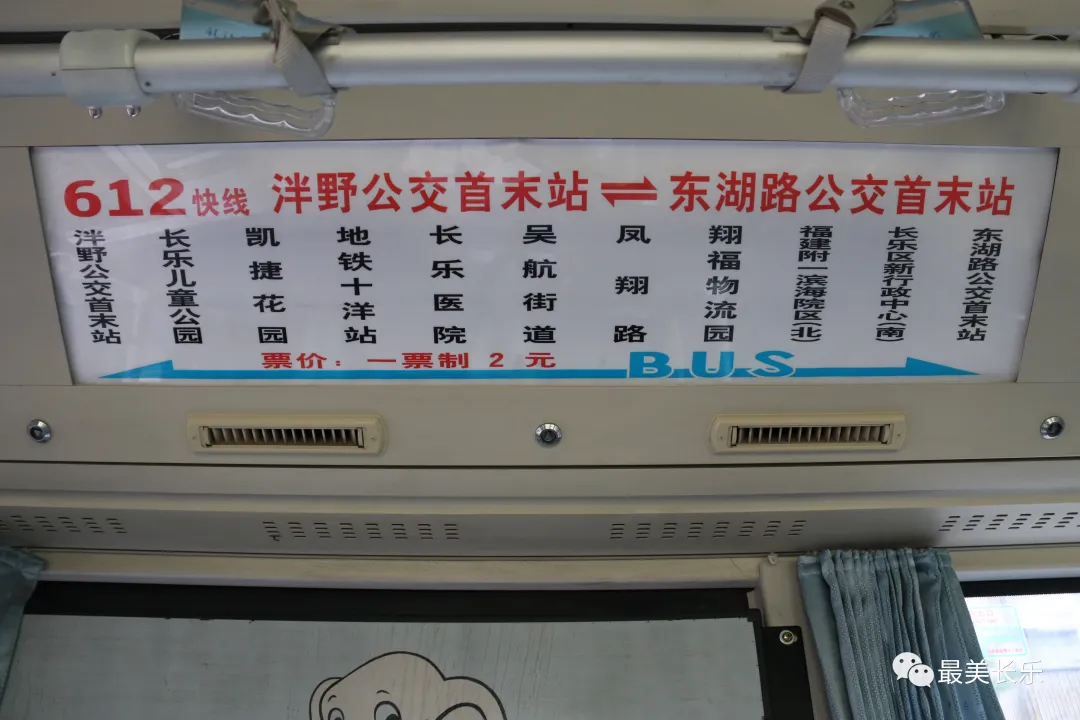 612快线 泮野公交首末站⇌东湖路公交首末站
泮野公交首末站
长乐儿童公园
凯捷花园
地铁十洋站
长乐医院
吴航街道
凤翔路
翔福物流园
福建附一滨海院区(北)
长乐区新行政中心(南)
东湖路公交首末站
票价：一票制 2 元
BUS
最美长乐